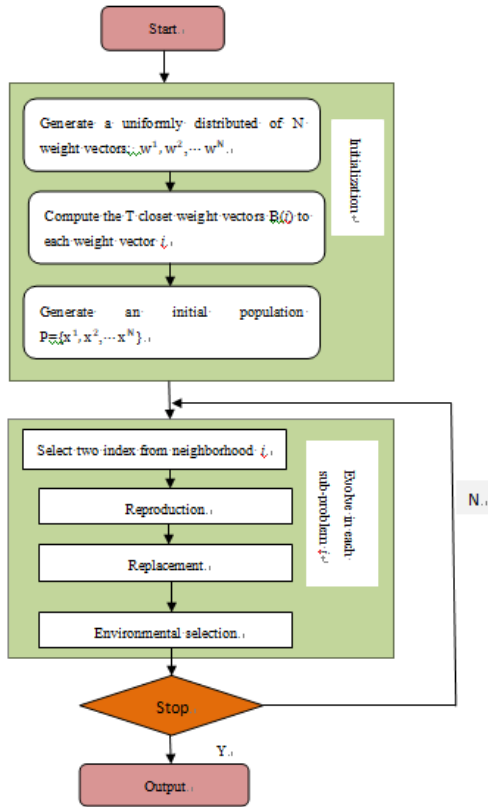 Start.
Generate a uniformly distributed of N
weight vectors: w¹, w², ⋯ wᴺ.
Compute the T closet weight vectors B(i) to
each weight vector i.
Generate an initial population
P={x¹, x², ⋯ xᴺ}.
Initialization
Select two index from neighborhood i.
Reproduction.
Replacement.
Environmental selection.
Evolve in each
sub-problem i
N.
Stop
Y.
Output.